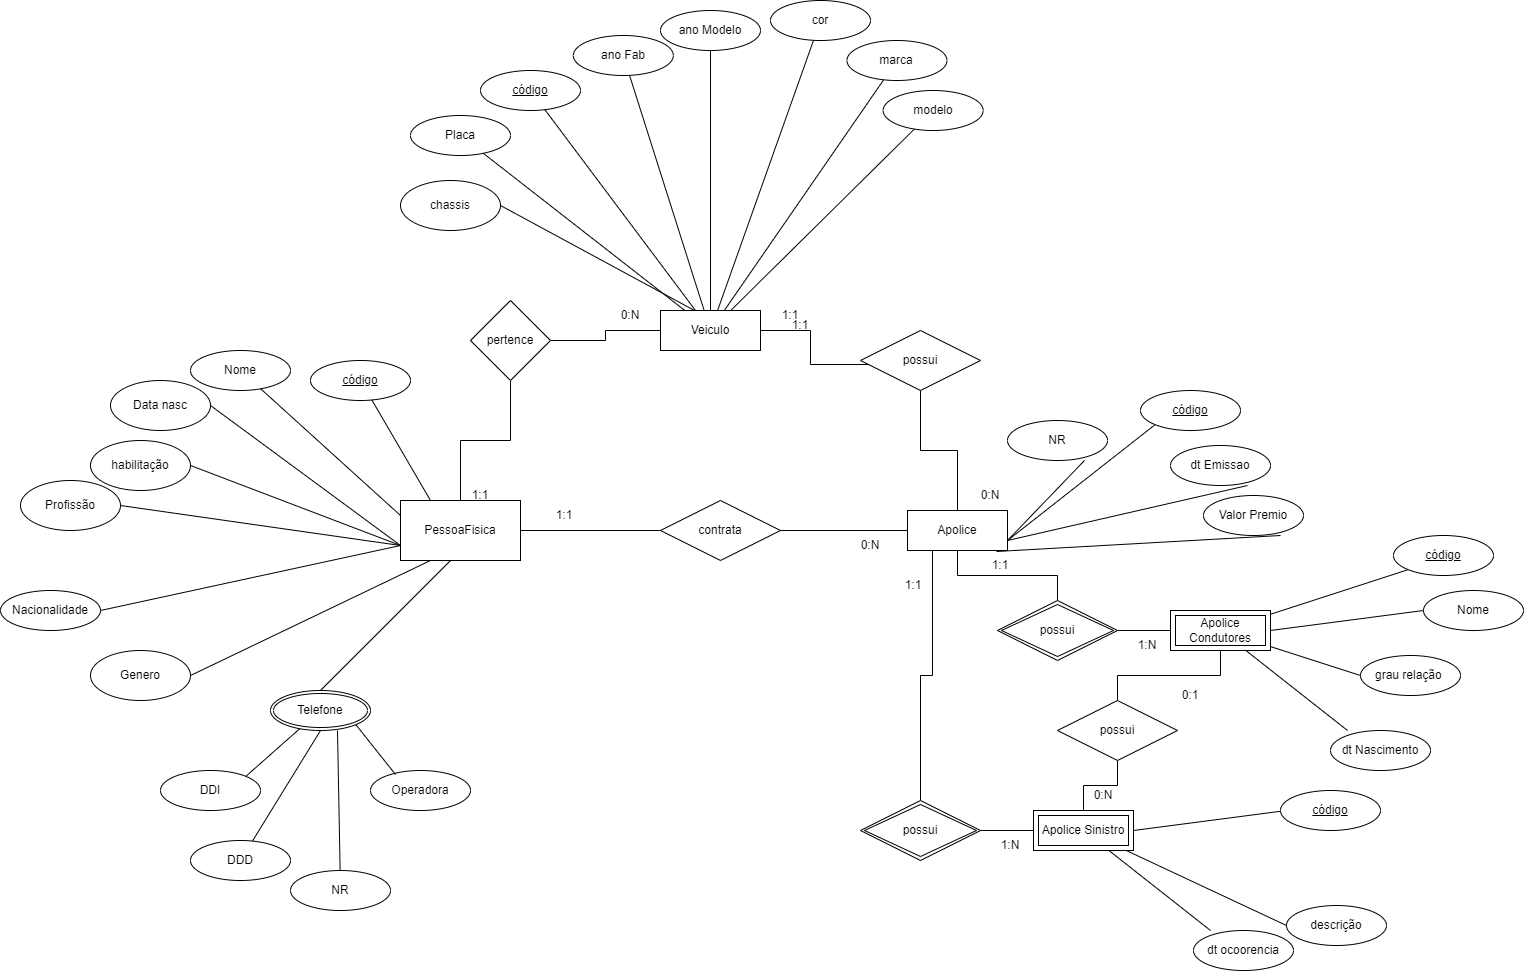 cor
ano Modelo
ano Fab
marca
código
modelo
Placa
chassis
0:N
1:1
1:1
Veiculo
pertence
possui
Nome
código
Data nasc
código
NR
habilitação
dt Emissao
1:1
0:N
Profissão
1:1
Valor Premio
PessoaFisica
contrata
Apolice
0:N
código
1:1
1:1
Nacionalidade
Nome
possui
Apolice
Condutores
1:N
Genero
grau relação
0:1
Telefone
possui
dt Nascimento
DDI
Operadora
0:N
código
possui
Apolice Sinistro
1:N
DDD
NR
descrição
dt ocoorencia